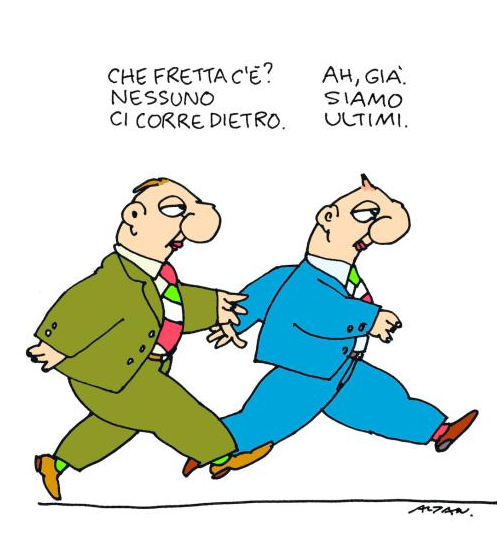 CHE FRETTA C'È?
NESSUNO
CI CORRE DIETRO.
AH, GIÀ.
SIAMO
ULTIMI.
ALTAN.